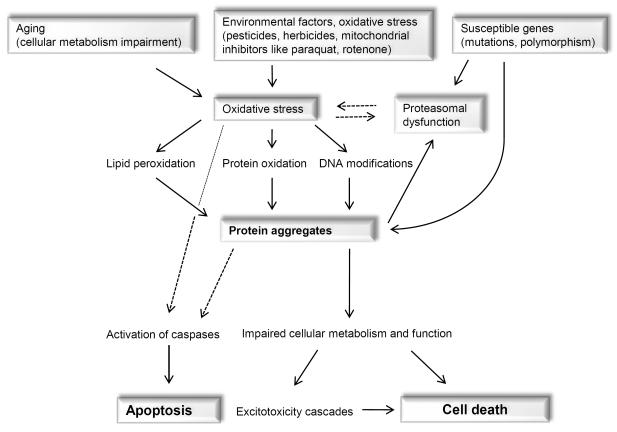 Aging
(cellular metabolism impairment)
Environmental factors, oxidative stress
(pesticides, herbicides, mitochondrial
inhibitors like paraquat, rotenone)
Susceptible genes
(mutations, polymorphism)
Oxidative stress
Proteasomal
dysfunction
Lipid peroxidation
Protein oxidation
DNA modifications
Protein aggregates
Activation of caspases
Impaired cellular metabolism and function
Apoptosis
Excitotoxicity cascades
Cell death